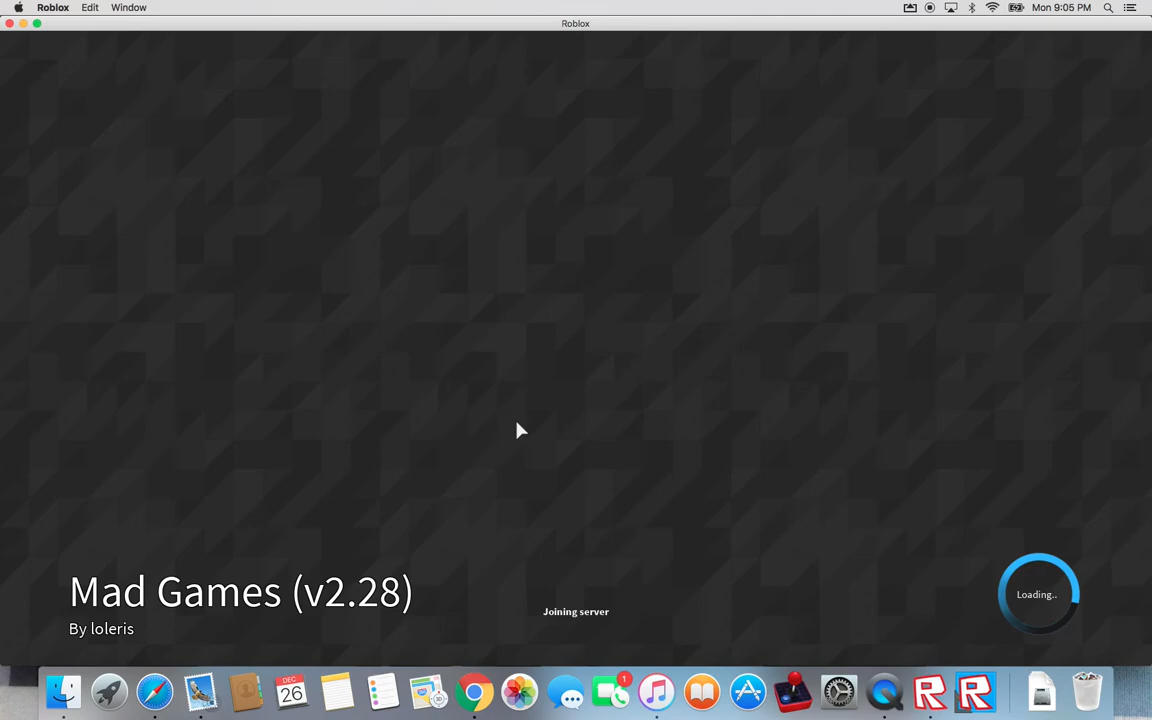 Roblox Edit Window Mon 9:05 PM
Roblox
Mad Games (v2.28)
By loleris
Joining server
Loading..
DEC
26
1